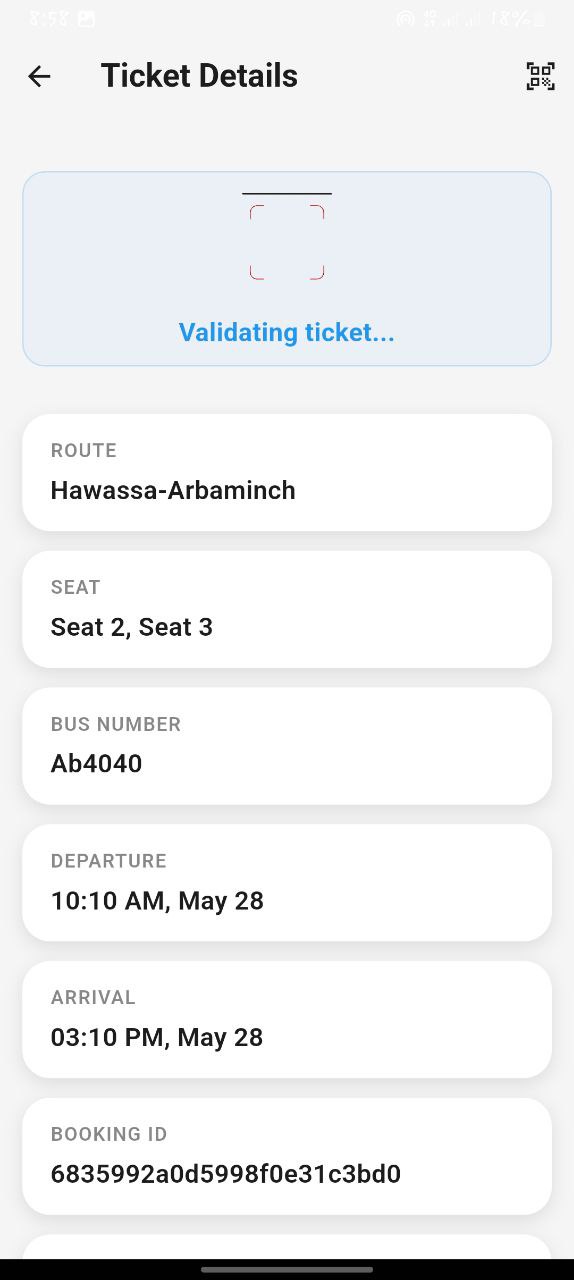 8:58
18%
Ticket Details
Validating ticket...
ROUTE
Hawassa-Arbaminch
SEAT
Seat 2, Seat 3
BUS NUMBER
Ab4040
DEPARTURE
10:10 AM, May 28
ARRIVAL
03:10 PM, May 28
BOOKING ID
6835992a0d5998f0e31c3bd0